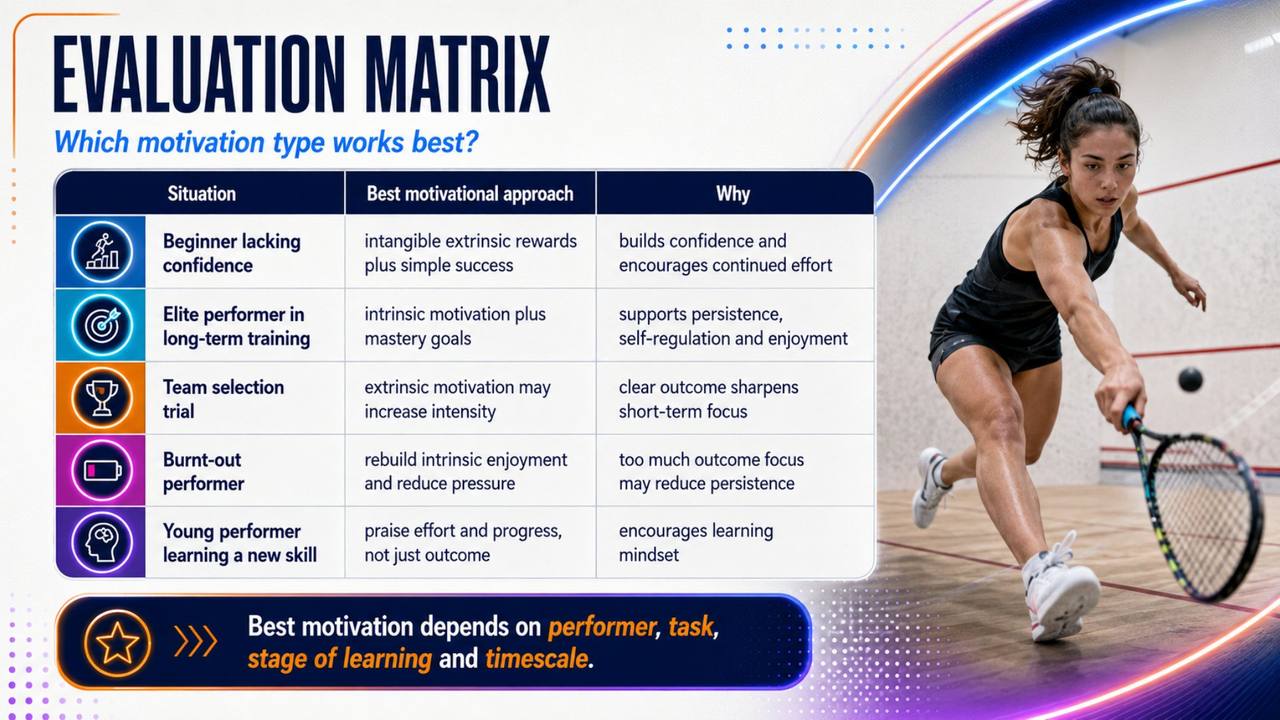 EVALUATION MATRIX
Which motivation type works best?
Situation
Best motivational approach
Why
Beginner lacking
confidence
intangible extrinsic rewards
plus simple success
builds confidence and
encourages continued effort
Elite performer in
long-term training
intrinsic motivation plus
mastery goals
supports persistence,
self-regulation and enjoyment
Team selection
trial
extrinsic motivation may
increase intensity
clear outcome sharpens
short-term focus
Burnt-out
performer
rebuild intrinsic enjoyment
and reduce pressure
too much outcome focus
may reduce persistence
Young performer
learning a new skill
praise effort and progress,
not just outcome
encourages learning
mindset
Best motivation depends on performer, task,
stage of learning and timescale.